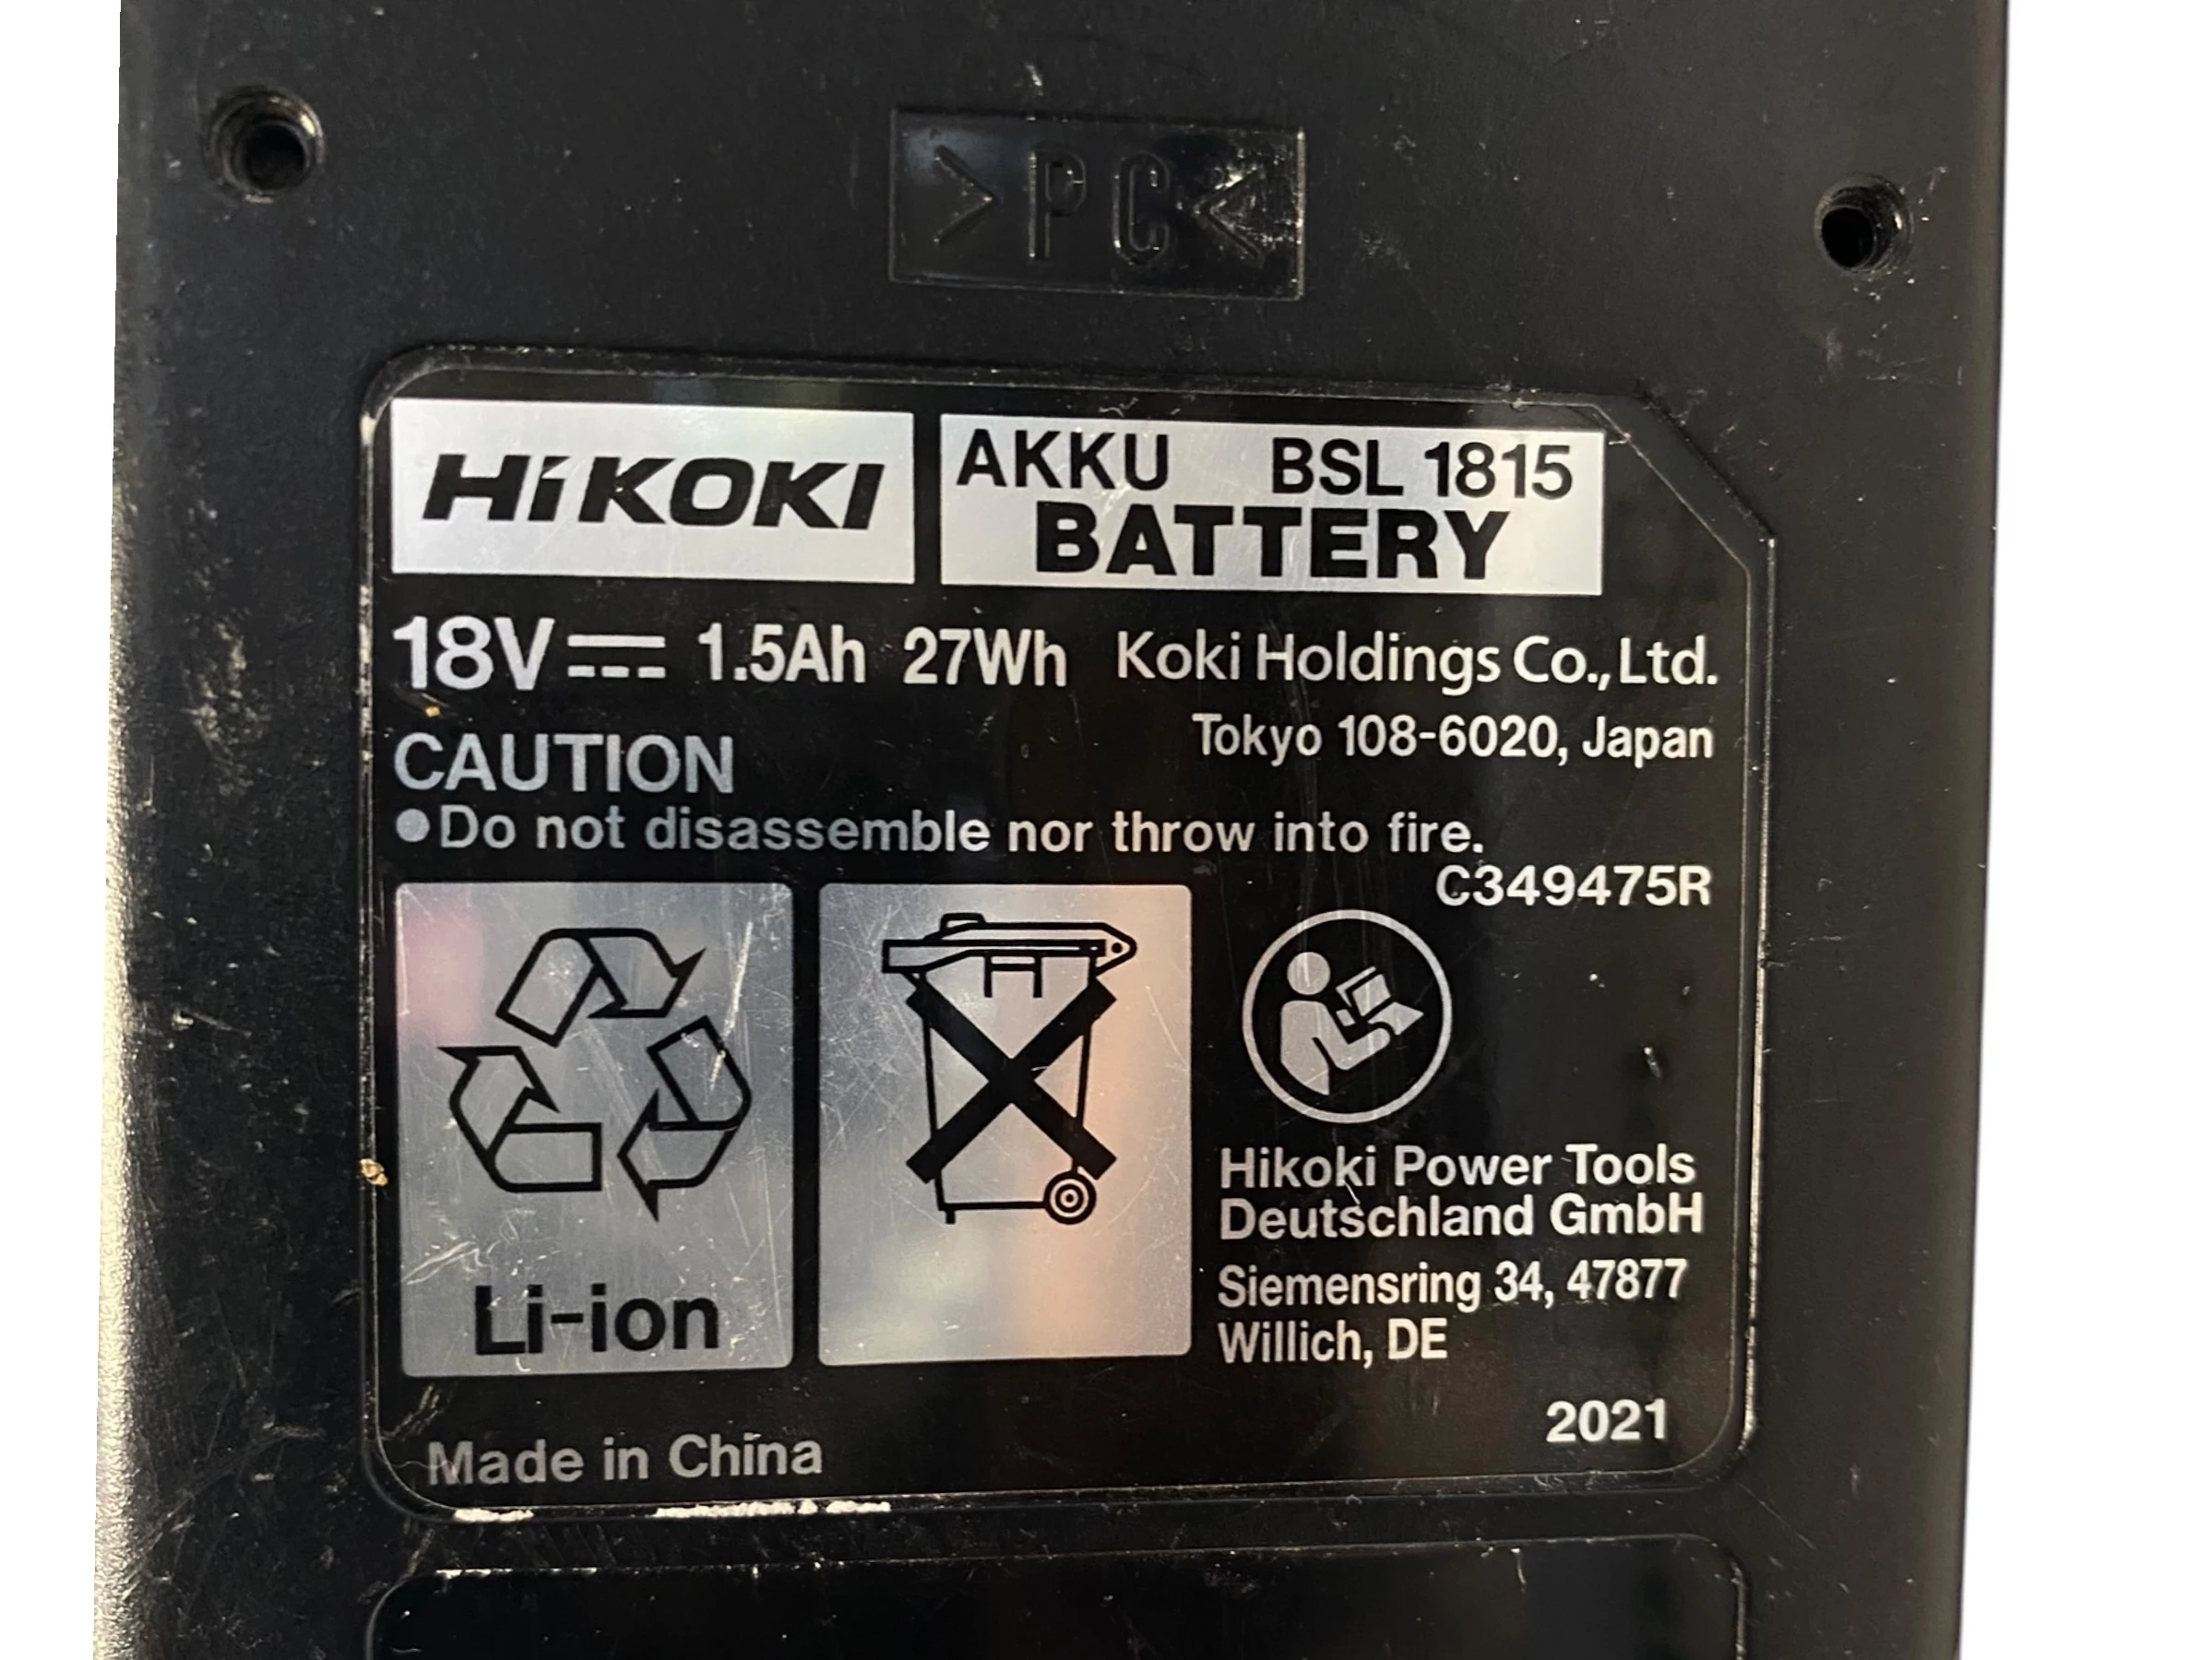 >PC<
HiKOKI
AKKU BSL 1815
BATTERY
18V 1.5Ah 27Wh Koki Holdings Co.,Ltd.
Tokyo 108-6020, Japan
CAUTION
●Do not disassemble nor throw into fire.
C349475R
Li-ion
Hikoki Power Tools
Deutschland GmbH
Siemensring 34, 47877
Willich, DE
2021
Made in China